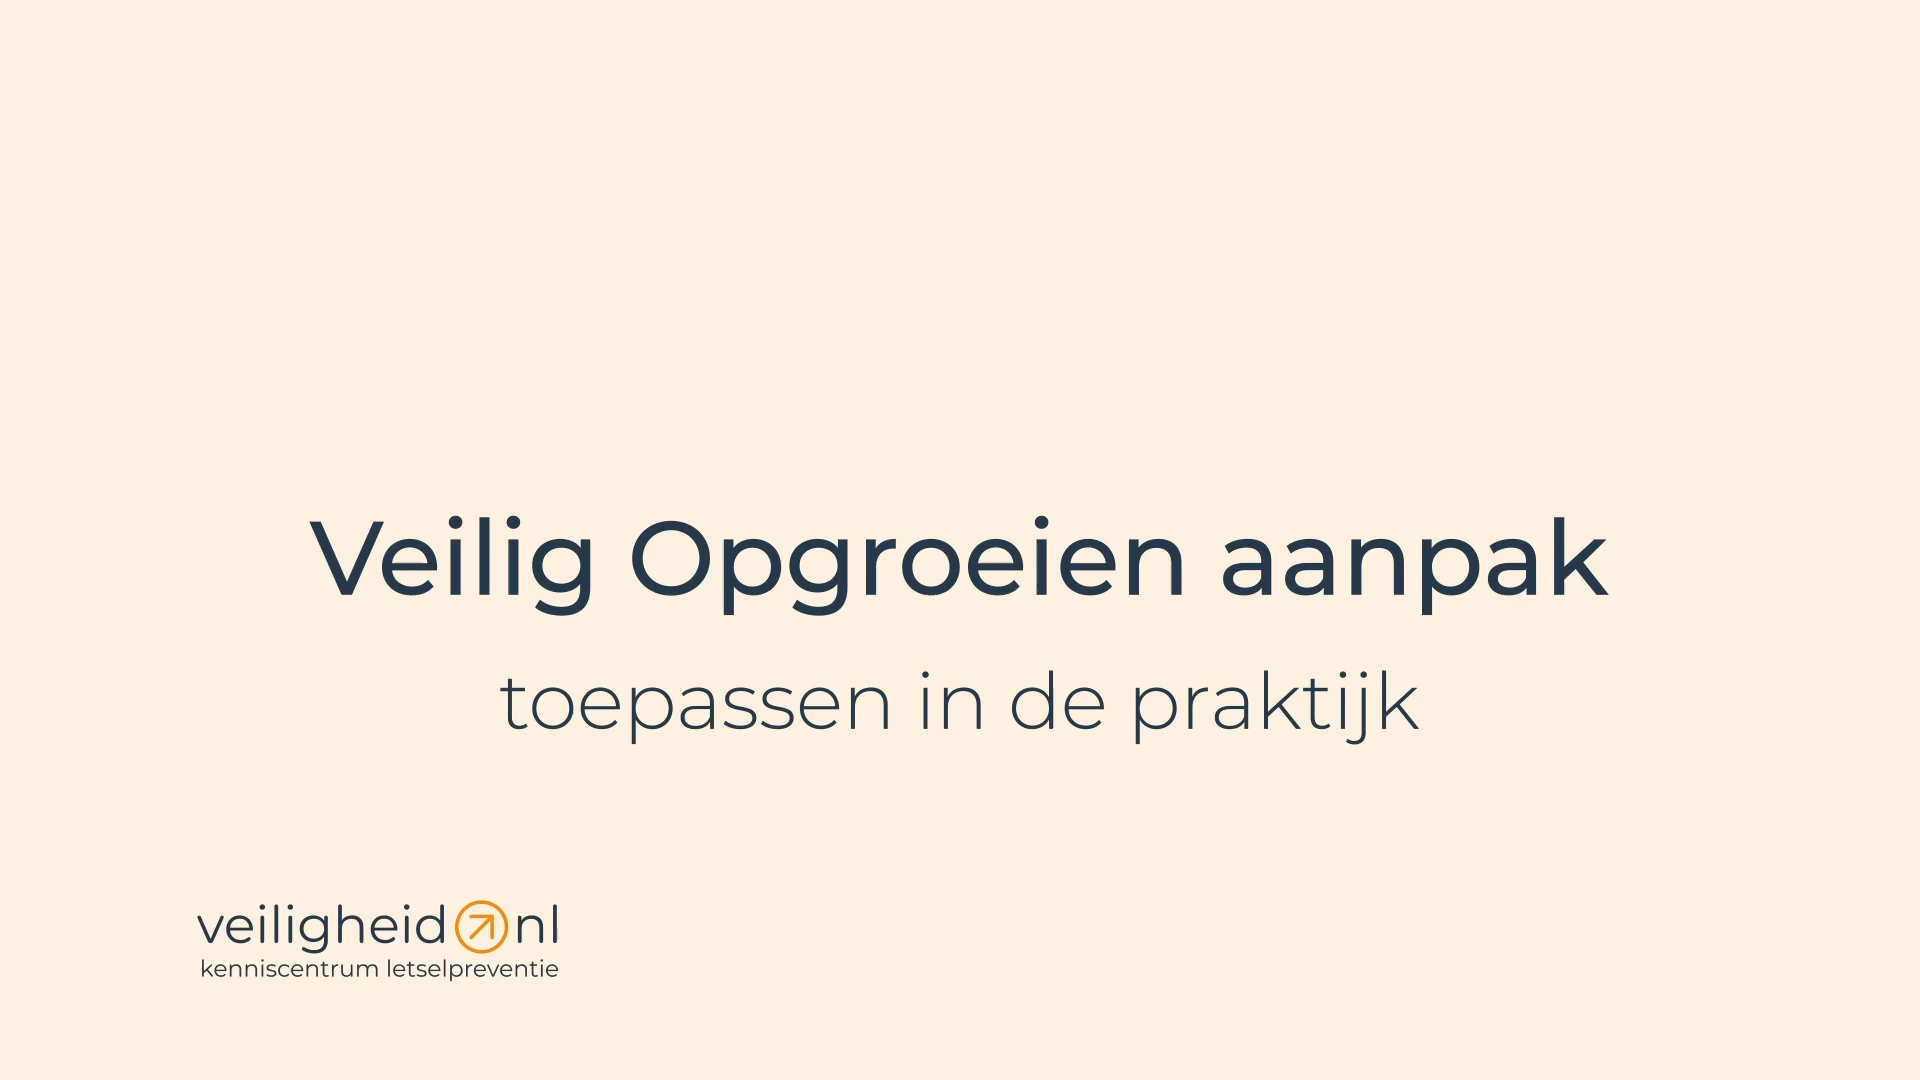 Veilig Opgroeien aanpak
toepassen in de praktijk
veiligheid nl
kenniscentrum letselpreventie